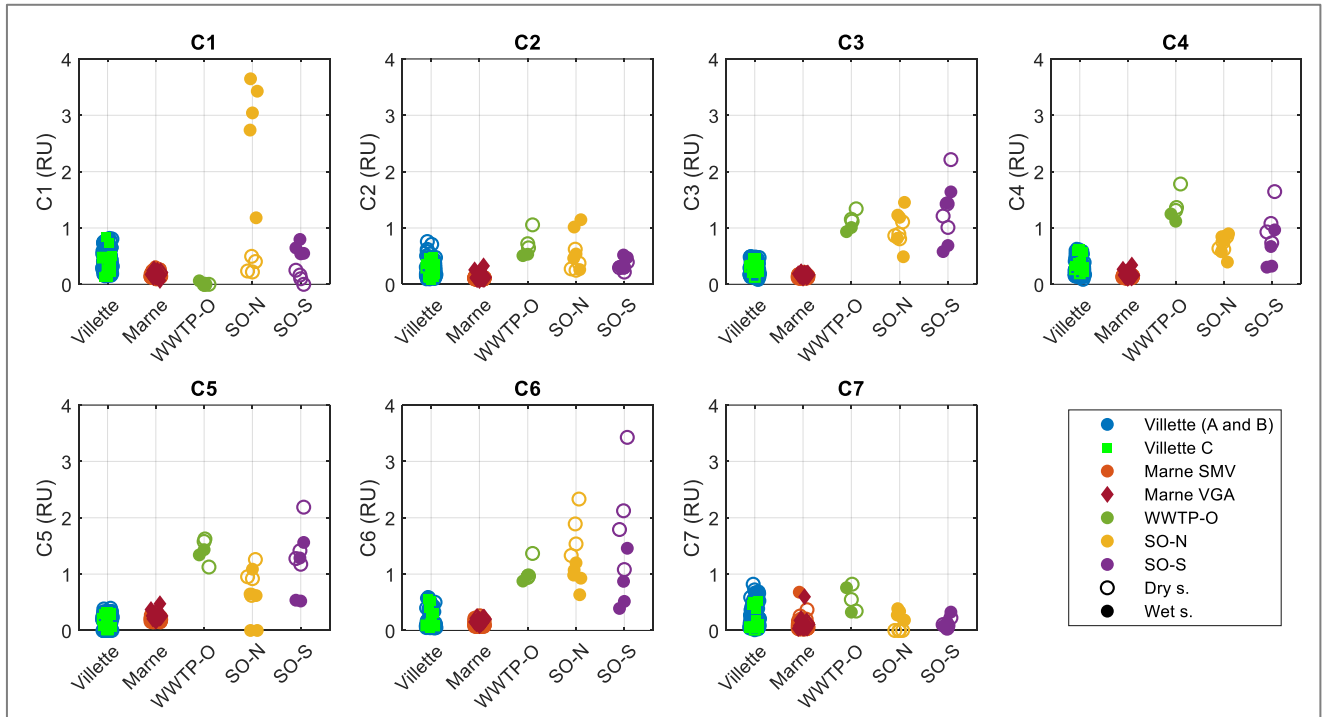 C1
C2
C3
C4
4
3
2
1
0
C1 (RU)
Villette
Marne
WWTP-O
SO-N
SO-S
4
3
2
1
0
C2 (RU)
Villette
Marne
WWTP-O
SO-N
SO-S
4
3
2
1
0
C3 (RU)
Villette
Marne
WWTP-O
SO-N
SO-S
4
3
2
1
0
C4 (RU)
Villette
Marne
WWTP-O
SO-N
SO-S
C5
C6
C7
4
3
2
1
0
C5 (RU)
Villette
Marne
WWTP-O
SO-N
SO-S
4
3
2
1
0
C6 (RU)
Villette
Marne
WWTP-O
SO-N
SO-S
4
3
2
1
0
C7 (RU)
Villette
Marne
WWTP-O
SO-N
SO-S
Villette (A and B)
Villette C
Marne SMV
Marne VGA
WWTP-O
SO-N
SO-S
Dry s.
Wet s.